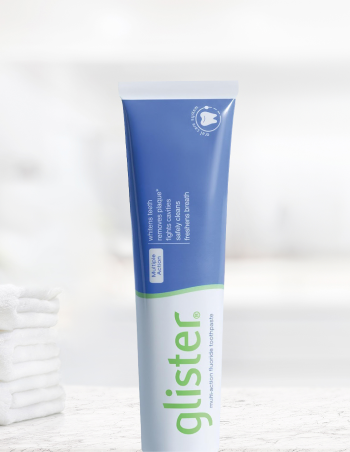 whitens teeth
removes plaque*
fights cavities
safely cleans
freshens breath
Multiple
Action
glister®
multi-action fluoride toothpaste